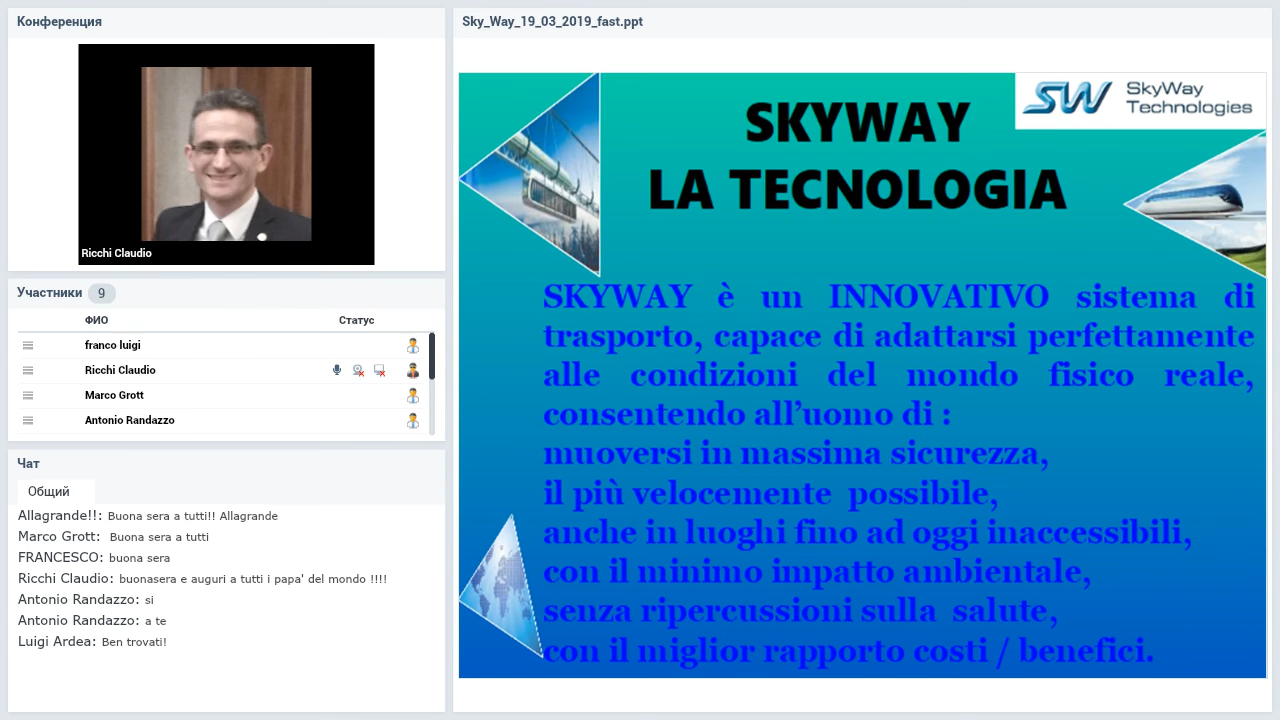 Конференция
Ricchi Claudio
Участники 9
ФИО Статус
franco luigi
Ricchi Claudio
Marco Grott
Antonio Randazzo
Чат
Общий
Allagrande!!: Buona sera a tutti!! Allagrande
Marco Grott: Buona sera a tutti
FRANCESCO: buona sera
Ricchi Claudio: buonasera e auguri a tutti i papa' del mondo !!!!
Antonio Randazzo: si
Antonio Randazzo: a te
Luigi Ardea: Ben trovati!
Sky_Way_19_03_2019_fast.ppt
SKYWAY
LA TECNOLOGIA
SW SkyWay
Technologies
SKYWAY è un INNOVATIVO sistema di
trasporto, capace di adattarsi perfettamente
alle condizioni del mondo fisico reale,
consentendo all’uomo di :
muoversi in massima sicurezza,
il più velocemente possibile,
anche in luoghi fino ad oggi inaccessibili,
con il minimo impatto ambientale,
senza ripercussioni sulla salute,
con il miglior rapporto costi / benefici.